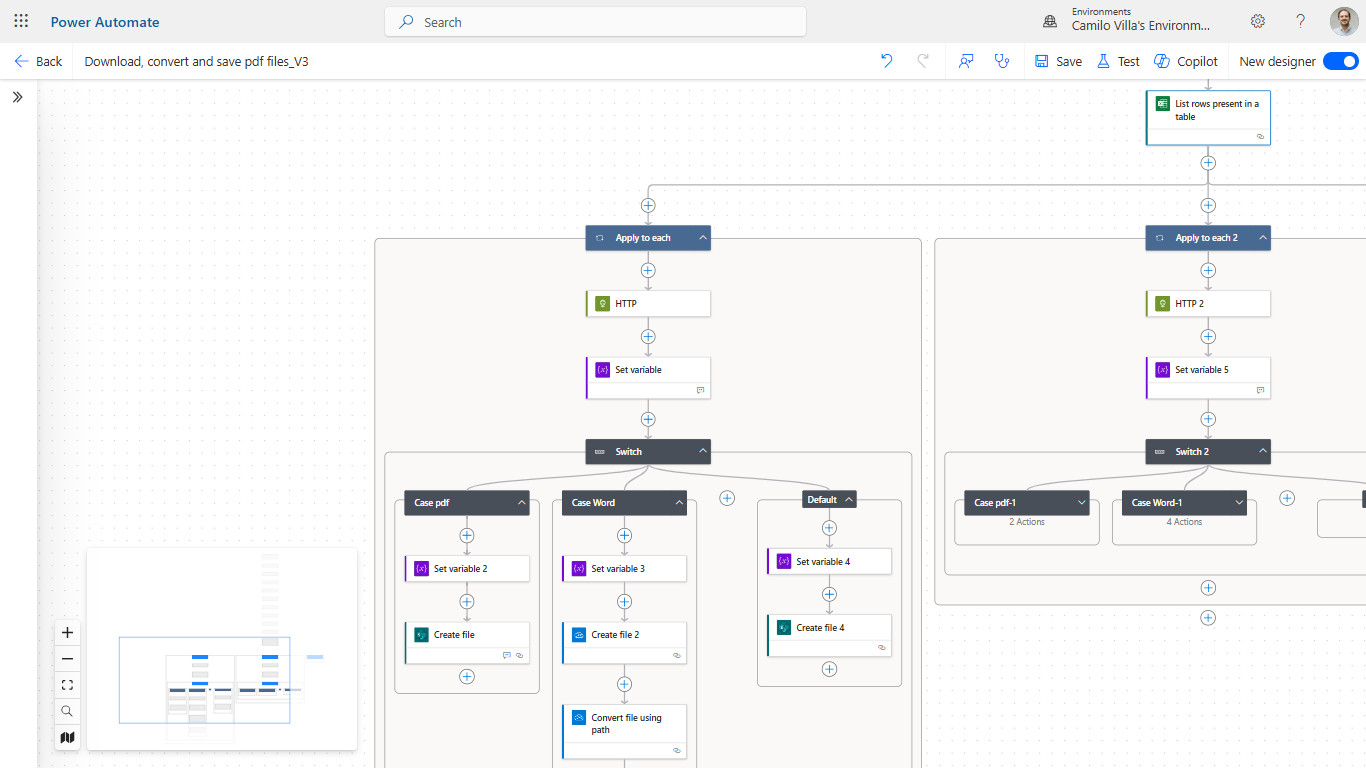 Power Automate
Search
Environments
Camilo Villa's Environm...
Back
Download, convert and save pdf files_V3
Save
Test
Copilot
New designer
List rows present in a
table
Apply to each
Apply to each 2
HTTP
HTTP 2
Set variable
Set variable 5
Switch
Switch 2
Case pdf
Case Word
Default
Case pdf-1
Case Word-1
2 Actions
4 Actions
Set variable 2
Set variable 3
Set variable 4
Create file
Create file 2
Create file 4
Convert file using
path